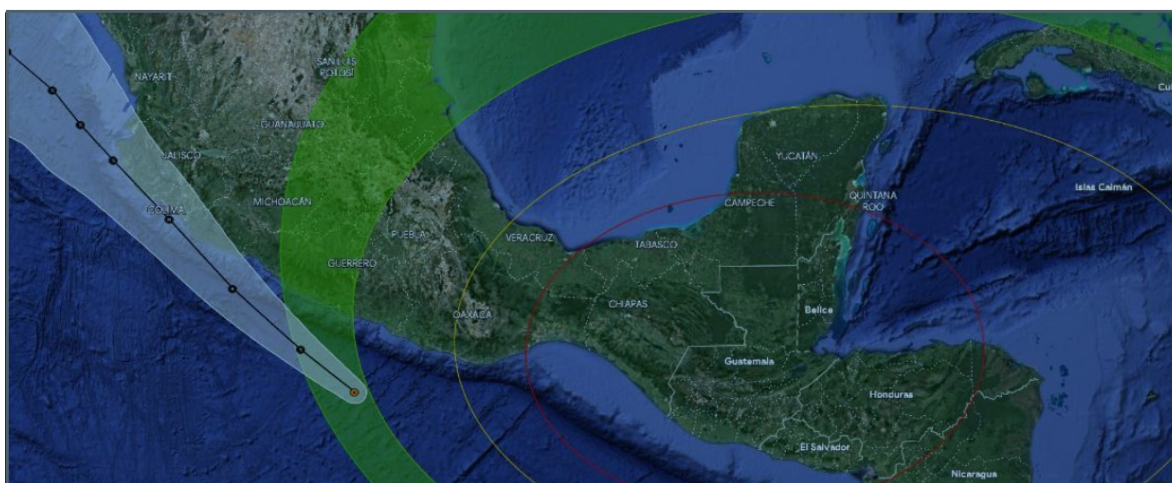 SAN LUIS
POTOSÍ
NAYARIT
GUANAJUATO
JALISCO
YUCATÁN
Islas Caimán
MICHOACÁN
COLIMA
CAMPECHE
QUINTANA
ROO
PUEBLA
VERACRUZ
TABASCO
GUERRERO
CHIAPAS
OAXACA
Belice
Guatemala
Honduras
El Salvador
Nicaragua